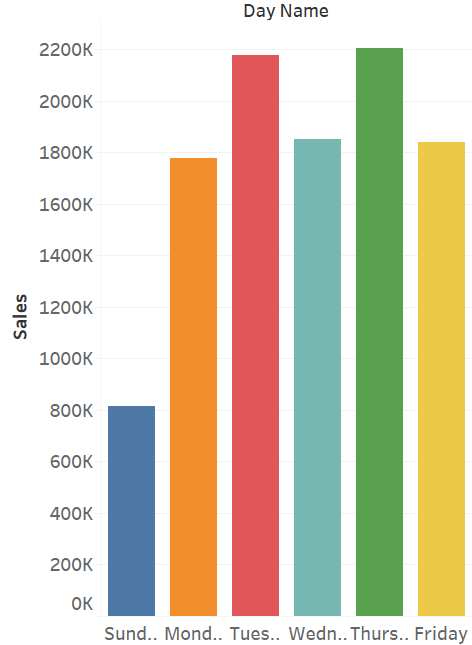 Day Name
2200K
2000K
1800K
1600K
1400K
1200K
1000K
800K
600K
400K
200K
0K
Sales
Sund.. Mond.. Tues.. Wedn.. Thurs.. Friday